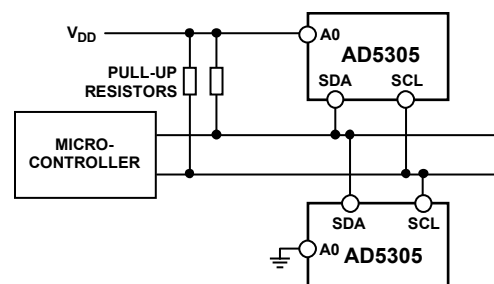 VDD
A0
AD5305
PULL-UP
RESISTORS
SDA SCL
MICRO-
CONTROLLER
SDA SCL
A0
AD5305